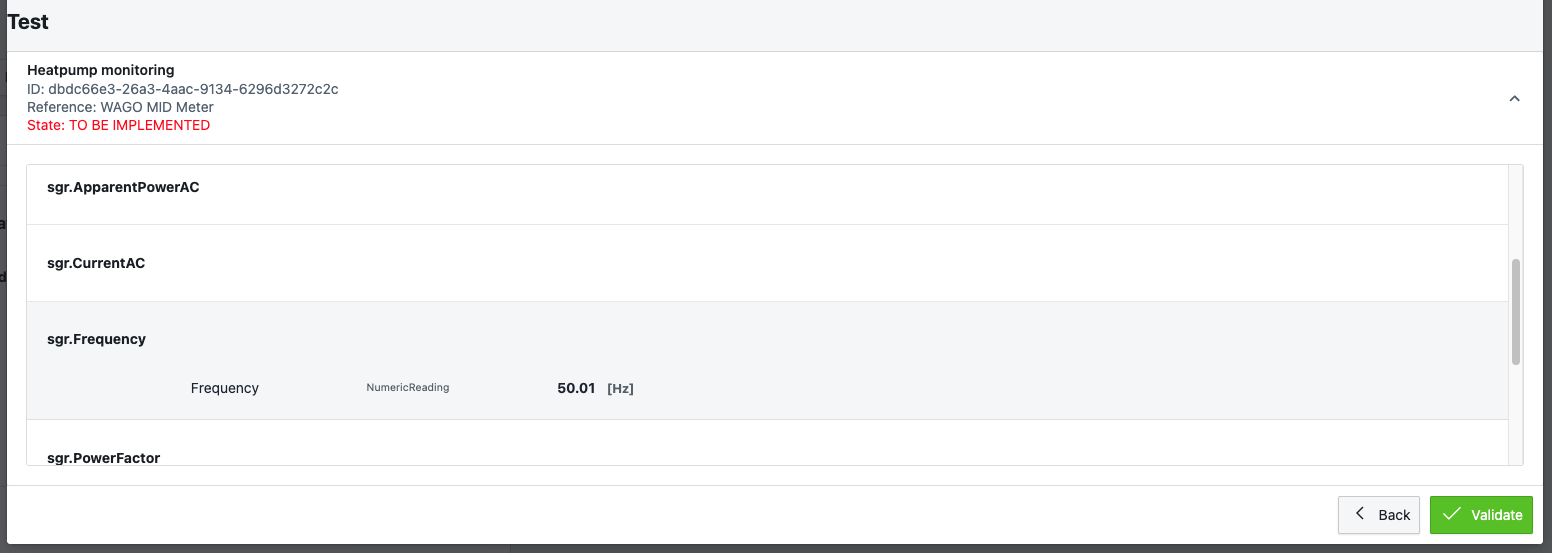 Test
Heatpump monitoring
ID: dbdc66e3-26a3-4aac-9134-6296d3272c2c
Reference: WAGO MID Meter
State: TO BE IMPLEMENTED
sgr.ApparentPowerAC
sgr.CurrentAC
sgr.Frequency
Frequency NumericReading 50.01 [Hz]
sgr.PowerFactor
Back Validate